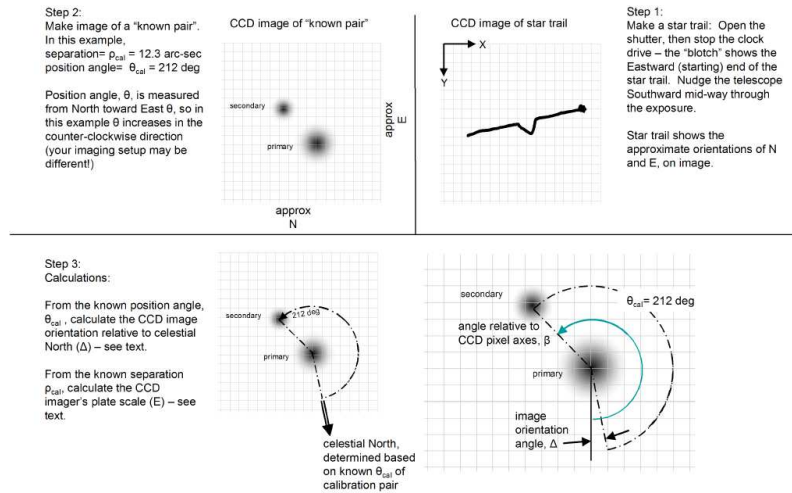 Step 2:
Make image of a “known pair”.
In this example,
separation= ρcal = 12.3 arc-sec
position angle= θcal = 212 deg
Position angle, θ, is measured
from North toward East θ, so in
this example θ increases in the
counter-clockwise direction
(your imaging setup may be
different!)
CCD image of “known pair”
secondary
primary
approx
E
approx
N
CCD image of star trail
X
Y
Step 1:
Make a star trail: Open the
shutter, then stop the clock
drive – the “blotch” shows the
Eastward (starting) end of the
star trail. Nudge the telescope
Southward mid-way through
the exposure.
Star trail shows the
approximate orientations of N
and E, on image.
Step 3:
Calculations:
From the known position angle,
θcal , calculate the CCD image
orientation relative to celestial
North (Δ) – see text.
From the known separation
ρcal, calculate the CCD
imager’s plate scale (E) – see
text.
secondary
212 deg
primary
celestial North,
determined based
on known θcal of
calibration pair
secondary
θcal= 212 deg
angle relative to
CCD pixel axes, β
primary
image
orientation
angle, Δ